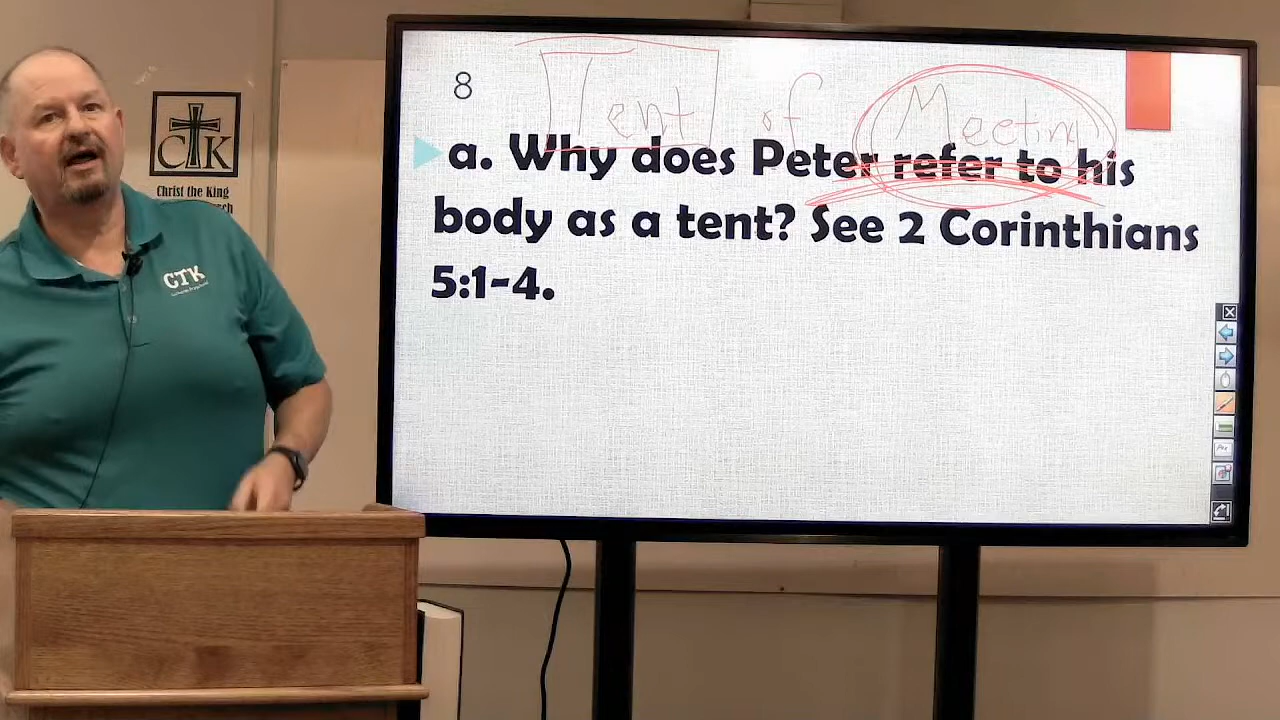 8
Tent of Meeting
a. Why does Peter refer to his
body as a tent? See 2 Corinthians
5:1-4.
CTK
Christ the King
CTK